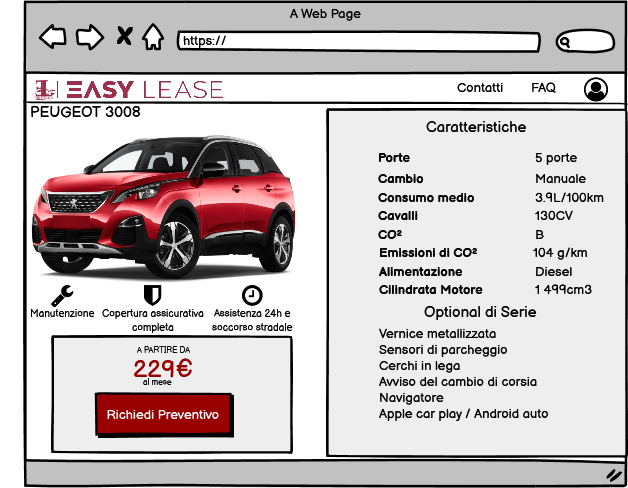 A Web Page
https://
EASY LEASE
Contatti FAQ
PEUGEOT 3008
Manutenzione
Copertura assicurativa
completa
Assistenza 24h e
soccorso stradale
A PARTIRE DA
229€
al mese
Richiedi Preventivo
Caratteristiche
Porte 5 porte
Cambio Manuale
Consumo medio 3.9L/100km
Cavalli 130CV
CO² B
Emissioni di CO² 104 g/km
Alimentazione Diesel
Cilindrata Motore 1 499cm3
Optional di Serie
Vernice metallizzata
Sensori di parcheggio
Cerchi in lega
Avviso del cambio di corsia
Navigatore
Apple car play / Android auto